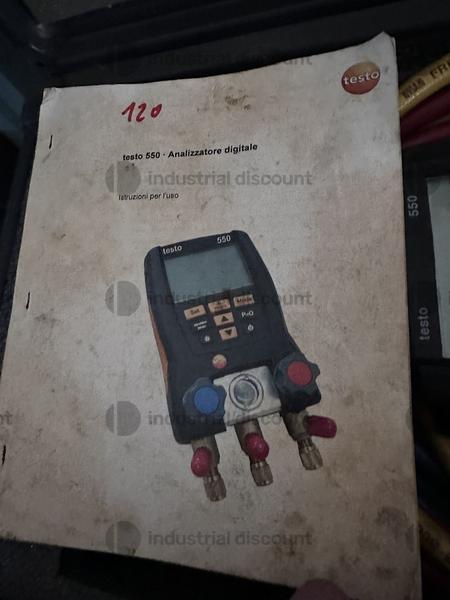 testo
120
testo 550 · Analizzatore digitale
Istruzioni per l'uso
testo 550
Set
Mode
P=0
550
testo
industrial discount
industrial discount
industrial discount
industrial discount
industrial discount